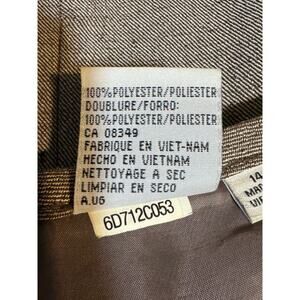 100%POLYESTER/POLIESTER
DOUBLURE/FORRO:
100%POLYESTER/POLIESTER
CA 08349
FABRIQUE EN VIET-NAM
HECHO EN VIETNAM
NETTOYAGE A SEC
LIMPIAR EN SECO
A.U6
6D712C053
14